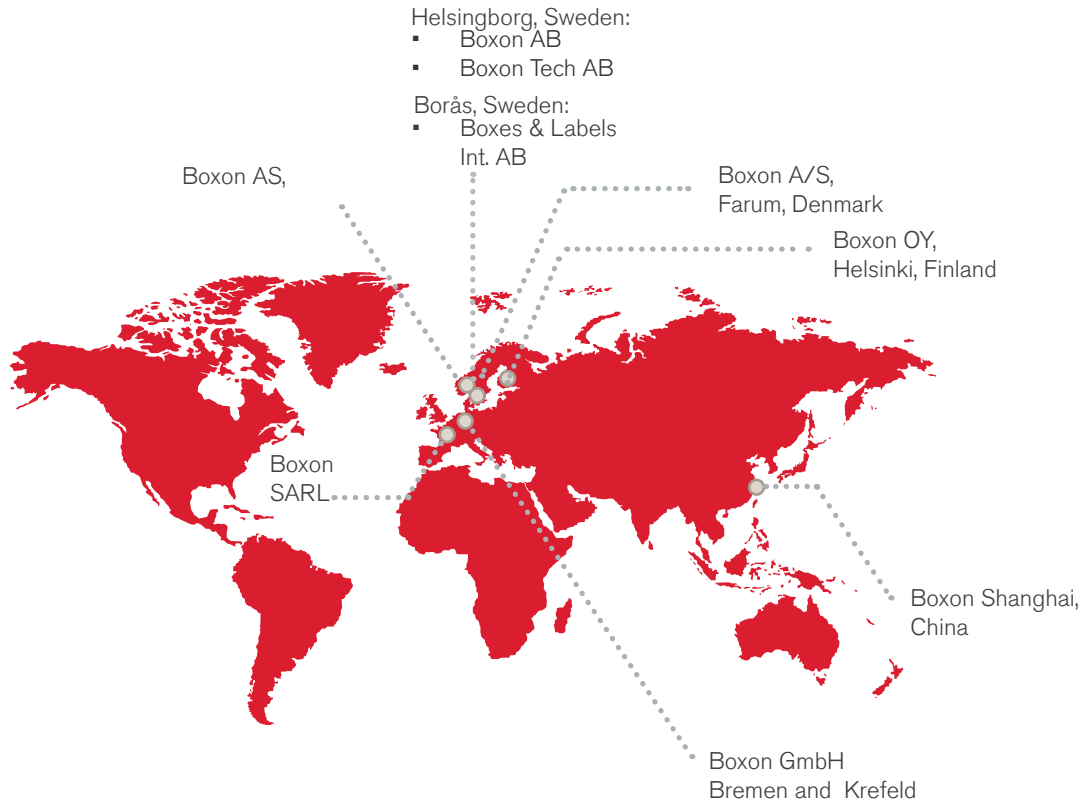 Helsingborg, Sweden:
▪ Boxon AB
▪ Boxon Tech AB
Borås, Sweden:
▪ Boxes & Labels
Int. AB
Boxon AS,
Boxon A/S,
Farum, Denmark
Boxon OY,
Helsinki, Finland
Boxon
SARL
Boxon Shanghai,
China
Boxon GmbH
Bremen and Krefeld